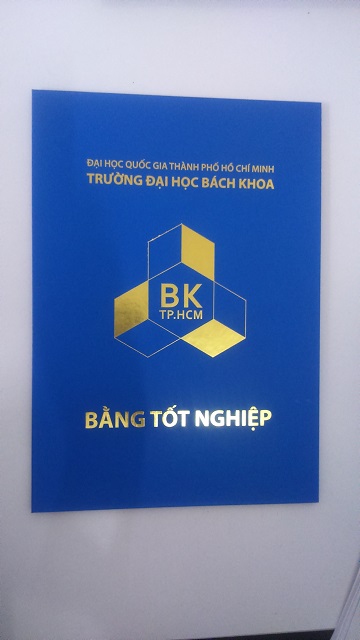 ĐẠI HỌC QUỐC GIA THÀNH PHỐ HỒ CHÍ MINH
TRƯỜNG ĐẠI HỌC BÁCH KHOA
BK
TP.HCM
BẰNG TỐT NGHIỆP